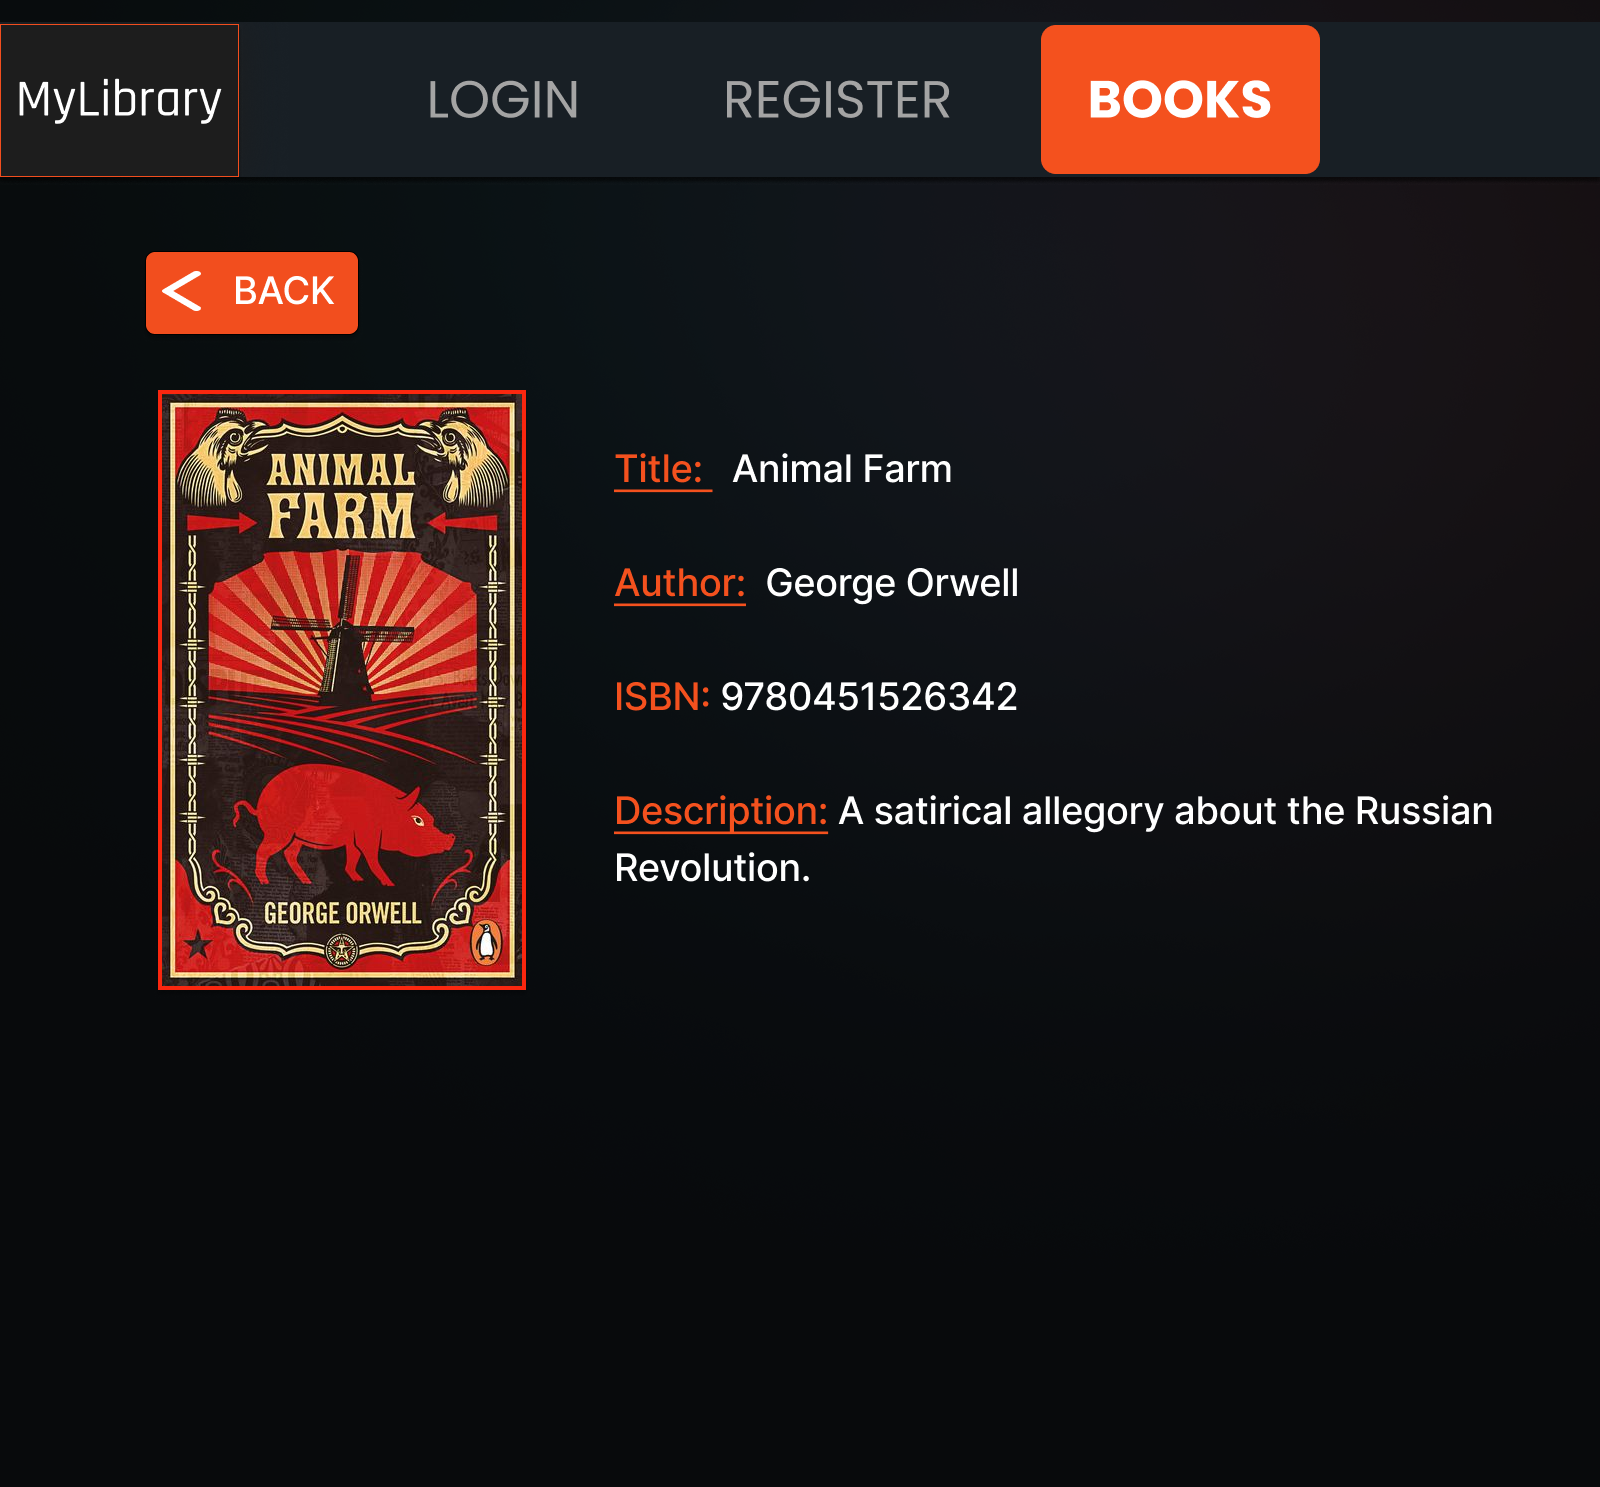 MyLibrary
LOGIN
REGISTER
BOOKS
BACK
ANIMAL
FARM
GEORGE ORWELL
Title: Animal Farm
Author: George Orwell
ISBN: 9780451526342
Description: A satirical allegory about the Russian
Revolution.